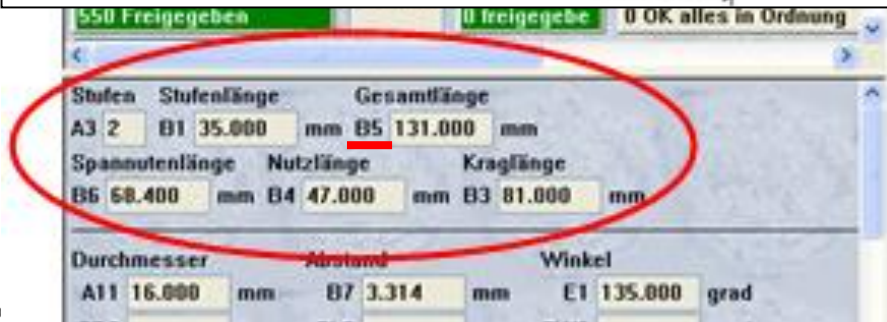 550 Freigegeben 0 freigegebe 0 OK alles in Ordnung
Stufen Stufenlänge Gesamtlänge
A3 2 B1 35.000 mm B5 131.000 mm
Spannutenlänge Nutzlänge Kraglänge
B6 68.400 mm B4 47.000 mm B3 81.000 mm
Durchmesser Abstand Winkel
A11 16.000 mm B7 3.314 mm E1 135.000 grad